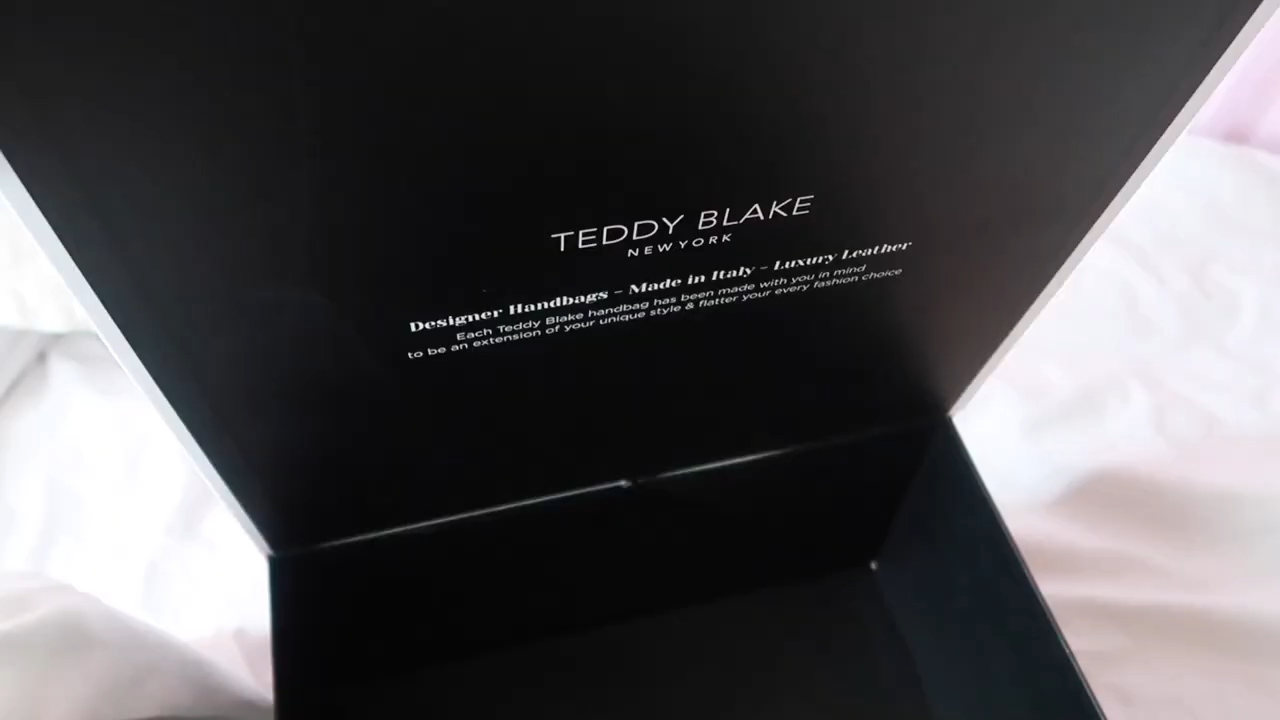 TEDDY BLAKE
NEW YORK
Designer Handbags - Made in Italy - Luxury Leather
Each Teddy Blake handbag has been made with you in mind
to be an extension of your unique style & flatter your every fashion choice